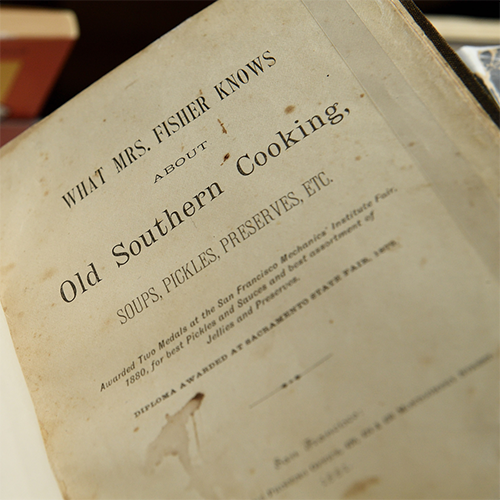 WHAT MRS. FISHER KNOWS
ABOUT
Old Southern Cooking,
SOUPS, PICKLES, PRESERVES, ETC.
Awarded Two Medals at the San Francisco Mechanics' Institute Fair,
1880, for best Pickles and Sauces and best assortment of
Jellies and Preserves.
DIPLOMA AWARDED AT SACRAMENTO STATE FAIR, 1879.
San Francisco: